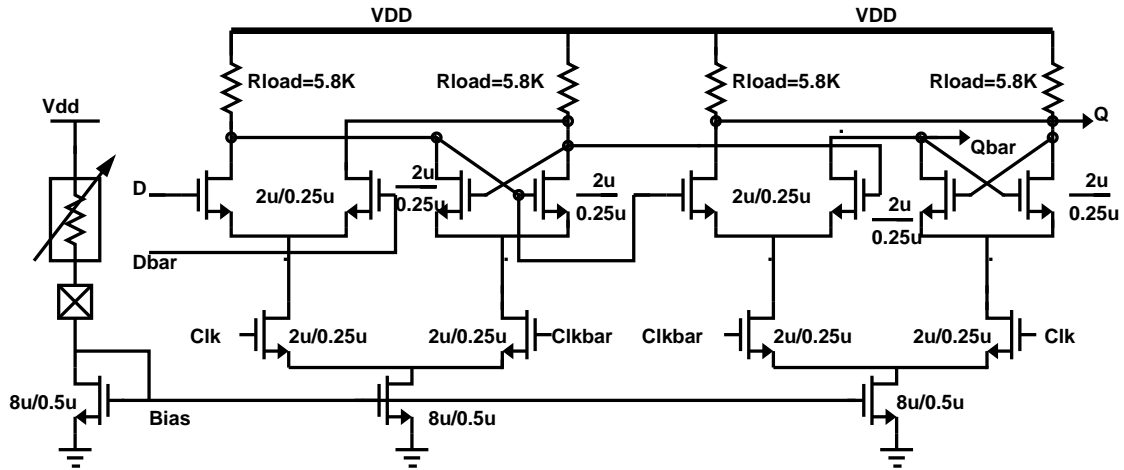 VDD
VDD
Rload=5.8K
Rload=5.8K
Rload=5.8K
Rload=5.8K
Vdd
Q
Qbar
D
2u/0.25u
2u
0.25u
2u
0.25u
2u/0.25u
2u
0.25u
2u
0.25u
Dbar
Clk
2u/0.25u
2u/0.25u
Clkbar
Clkbar
2u/0.25u
2u/0.25u
Clk
8u/0.5u
Bias
8u/0.5u
8u/0.5u